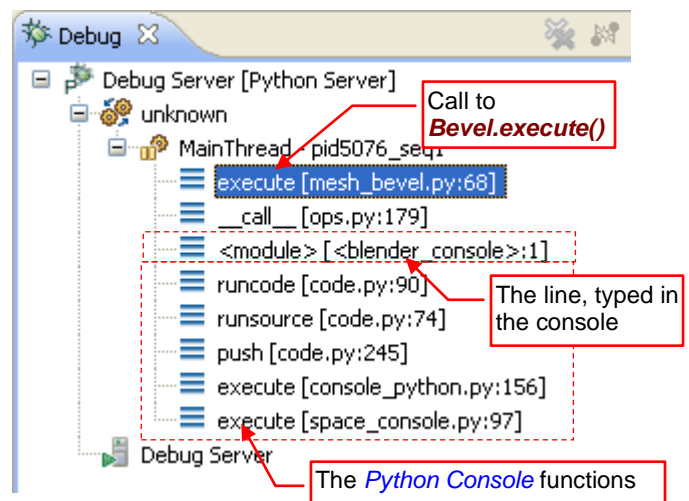 Debug
Debug Server [Python Server]
unknown
MainThread - pid5076_seq1
execute [mesh_bevel.py:68]
__call__ [ops.py:179]
<module> [<blender_console>:1]
runcode [code.py:90]
runsource [code.py:74]
push [code.py:245]
execute [console_python.py:156]
execute [space_console.py:97]
Debug Server
Call to
Bevel.execute()
The line, typed in
the console
The Python Console functions